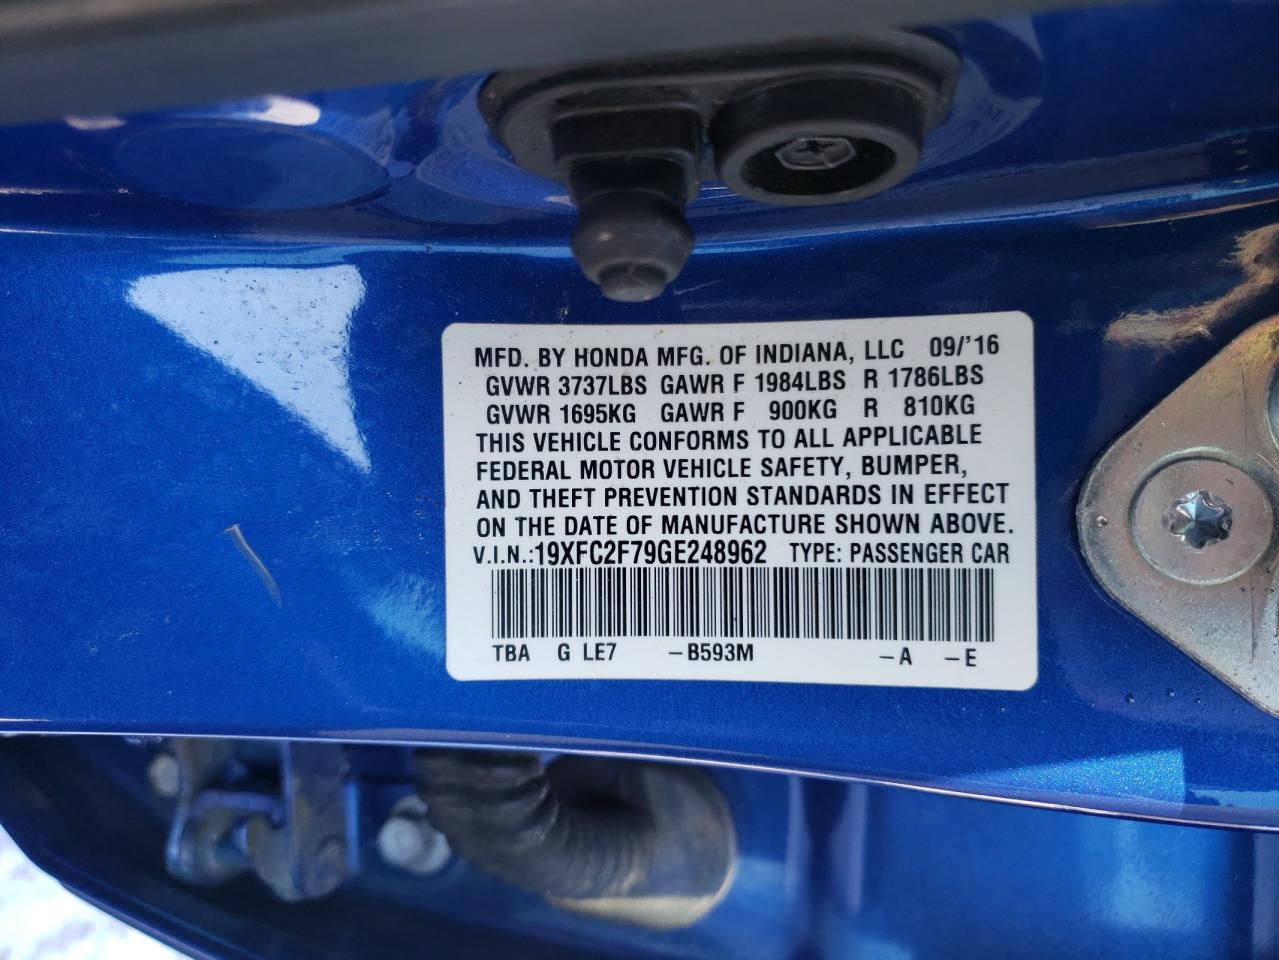 MFD. BY HONDA MFG. OF INDIANA, LLC 09/'16
GVWR 3737LBS GAWR F 1984LBS R 1786LBS
GVWR 1695KG GAWR F 900KG R 810KG
THIS VEHICLE CONFORMS TO ALL APPLICABLE
FEDERAL MOTOR VEHICLE SAFETY, BUMPER,
AND THEFT PREVENTION STANDARDS IN EFFECT
ON THE DATE OF MANUFACTURE SHOWN ABOVE.
V.I.N.:19XFC2F79GE248962 TYPE: PASSENGER CAR
TBA G LE7 -B593M -A -E